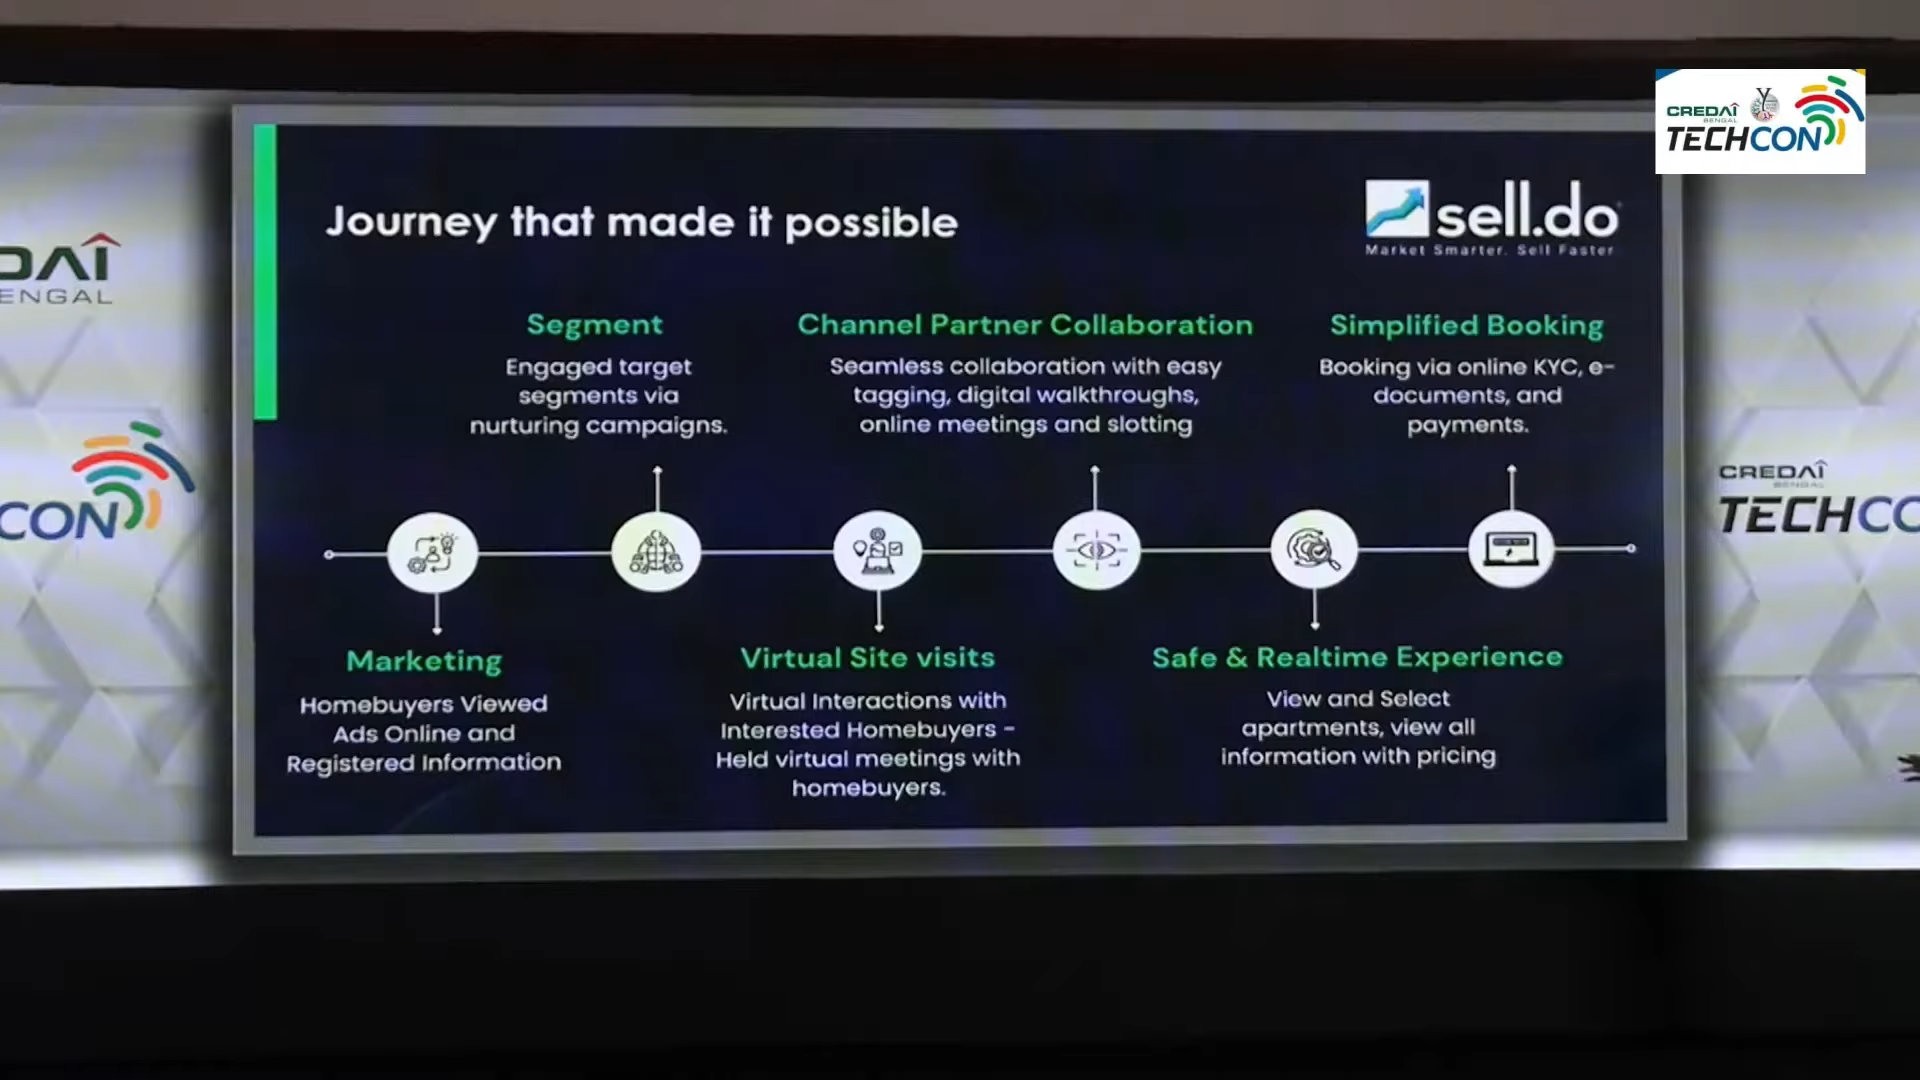 CREDAI
BENGAL
TECHCON
Journey that made it possible
sell.do
Market Smarter. Sell Faster
Segment
Engaged target
segments via
nurturing campaigns.
Channel Partner Collaboration
Seamless collaboration with easy
tagging, digital walkthroughs,
online meetings and slotting
Simplified Booking
Booking via online KYC, e-
documents, and
payments.
Marketing
Homebuyers Viewed
Ads Online and
Registered Information
Virtual Site visits
Virtual Interactions with
Interested Homebuyers -
Held virtual meetings with
homebuyers.
Safe & Realtime Experience
View and Select
apartments, view all
information with pricing
DAI
ENGAL
CON
CREDAI
BENGAL
TECHCO